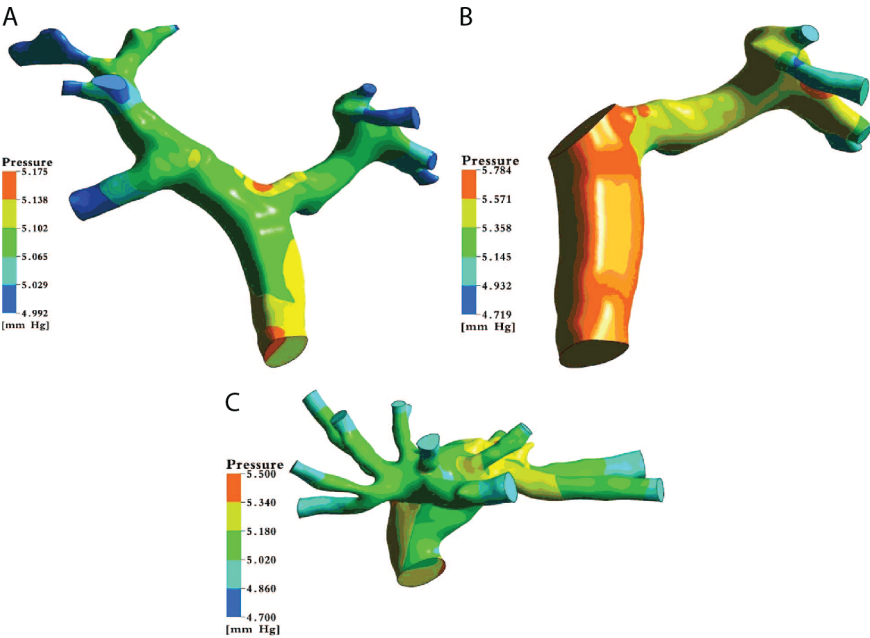 A
B
Pressure
5.175
5.138
5.102
5.065
5.029
4.992
[mm Hg]
Pressure
5.784
5.571
5.358
5.145
4.932
4.719
[mm Hg]
C
Pressure
5.500
5.340
5.180
5.020
4.860
4.700
[mm Hg]